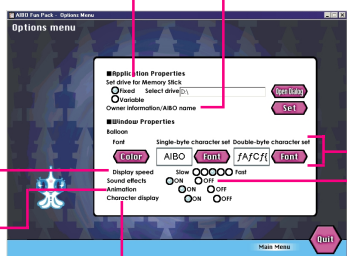 AIBO Fun Pack - Options Menu
Options menu
■Application Properties
Set drive for Memory Stick
Fixed Select drive D:\ Open Dialog
Variable
Owner information/AIBO name Set
■Window Properties
Balloon
Font Single-byte character set Double-byte character set
Color AIBO Font ƒAƒCƒ{ Font
Display speed Slow Fast
Sound effects ON OFF
Animation ON OFF
Character display ON OFF
Main Menu
Quit